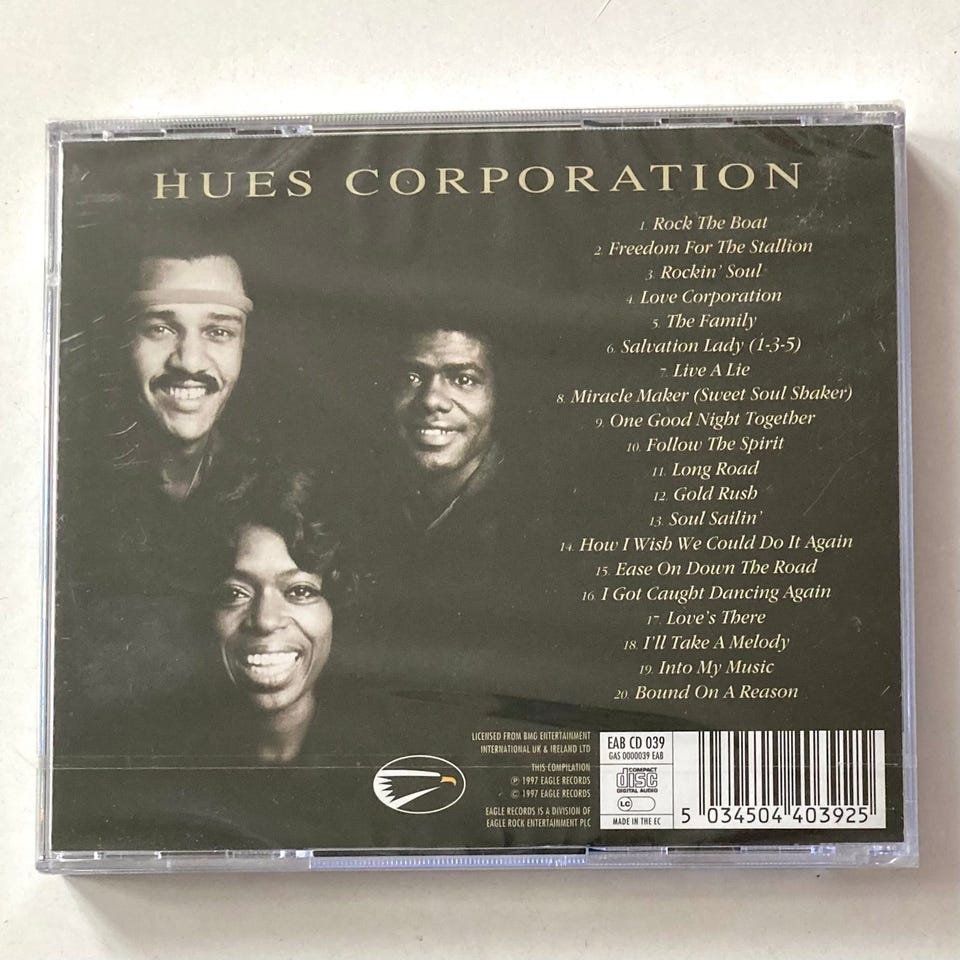 HUES CORPORATION
1. Rock The Boat
2. Freedom For The Stallion
3. Rockin' Soul
4. Love Corporation
5. The Family
6. Salvation Lady (1-3-5)
7. Live A Lie
8. Miracle Maker (Sweet Soul Shaker)
9. One Good Night Together
10. Follow The Spirit
11. Long Road
12. Gold Rush
13. Soul Sailin'
14. How I Wish We Could Do It Again
15. Ease On Down The Road
16. I Got Caught Dancing Again
17. Love's There
18. I'll Take A Melody
19. Into My Music
20. Bound On A Reason
LICENSED FROM BMG ENTERTAINMENT
INTERNATIONAL UK & IRELAND LTD
THIS COMPILATION
℗ 1997 EAGLE RECORDS
© 1997 EAGLE RECORDS
EAGLE RECORDS IS A DIVISION OF
EAGLE ROCK ENTERTAINMENT PLC
EAB CD 039
GAS 0000039 EAB
COMPACT
disc
DIGITAL AUDIO
LC
MADE IN THE EC
5 034504 403925